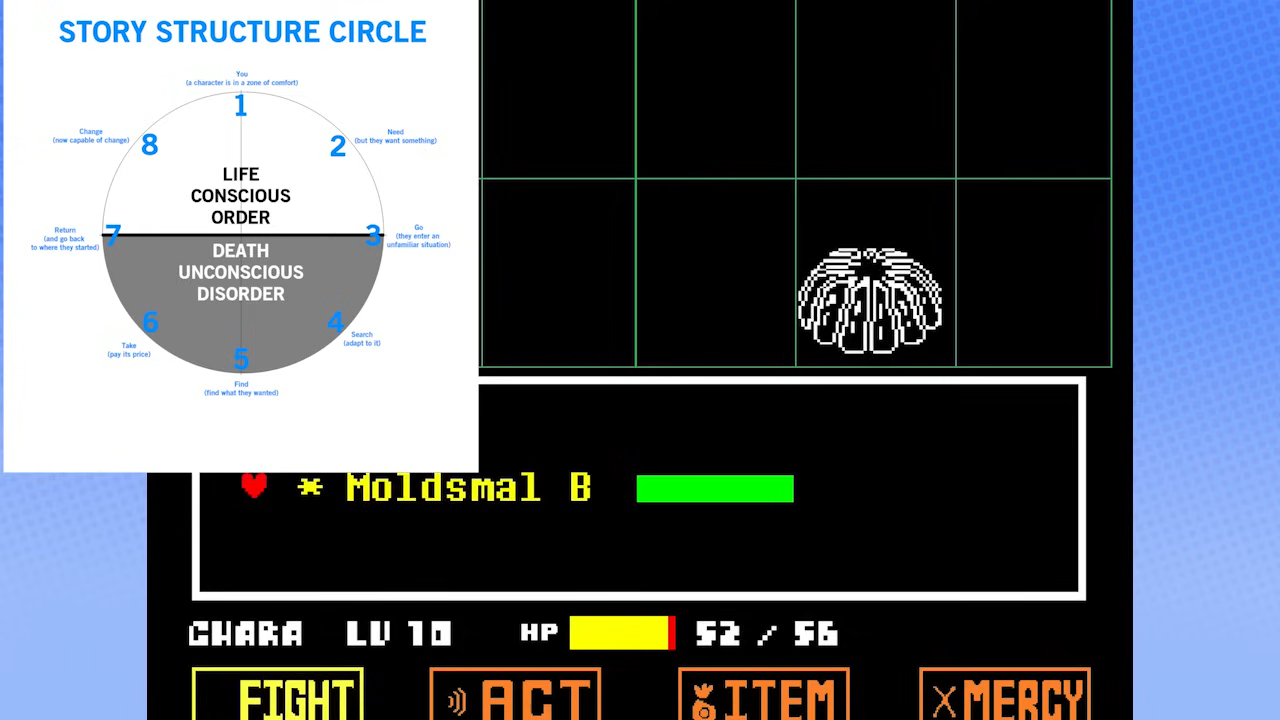 STORY STRUCTURE CIRCLE
You
(a character is in a zone of comfort)
1
Change
(now capable of change)
8
2
Need
(but they want something)
LIFE
CONSCIOUS
ORDER
Return
(and go back
to where they started)
7
3
Go
(they enter an
unfamiliar situation)
DEATH
UNCONSCIOUS
DISORDER
6
4
Take
(pay its price)
5
Search
(adapt to it)
Find
(find what they wanted)
* Moldsmal B
CHARA LV 10 HP 52 / 56
FIGHT ACT ITEM MERCY